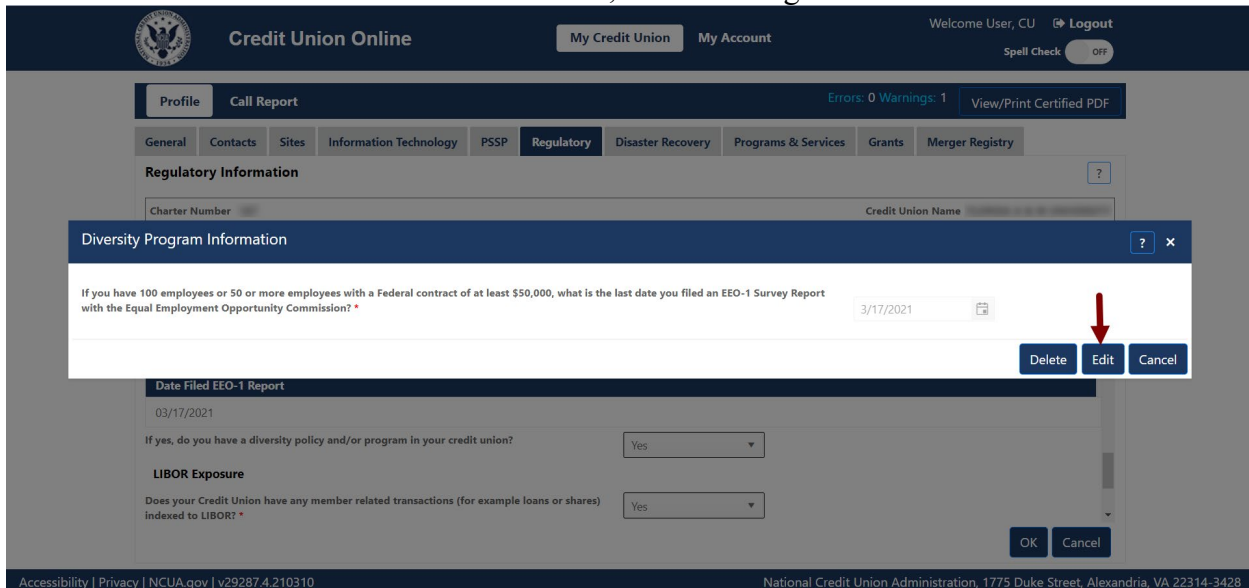 Credit Union Online My Credit Union My Account Welcome User, CU Logout
Spell Check OFF
Profile Call Report Errors: 0 Warnings: 1 View/Print Certified PDF
General Contacts Sites Information Technology PSSP Regulatory Disaster Recovery Programs & Services Grants Merger Registry
Regulatory Information ?
Charter Number Credit Union Name
Diversity Program Information ? ×
If you have 100 employees or 50 or more employees with a Federal contract of at least $50,000, what is the last date you filed an EEO-1 Survey Report
with the Equal Employment Opportunity Commission? * 3/17/2021
Delete Edit Cancel
Date Filed EEO-1 Report
03/17/2021
If yes, do you have a diversity policy and/or program in your credit union? Yes
LIBOR Exposure
Does your Credit Union have any member related transactions (for example loans or shares)
indexed to LIBOR? * Yes
OK Cancel
Accessibility | Privacy | NCUA.gov | v29287.4.210310 National Credit Union Administration, 1775 Duke Street, Alexandria, VA 22314-3428